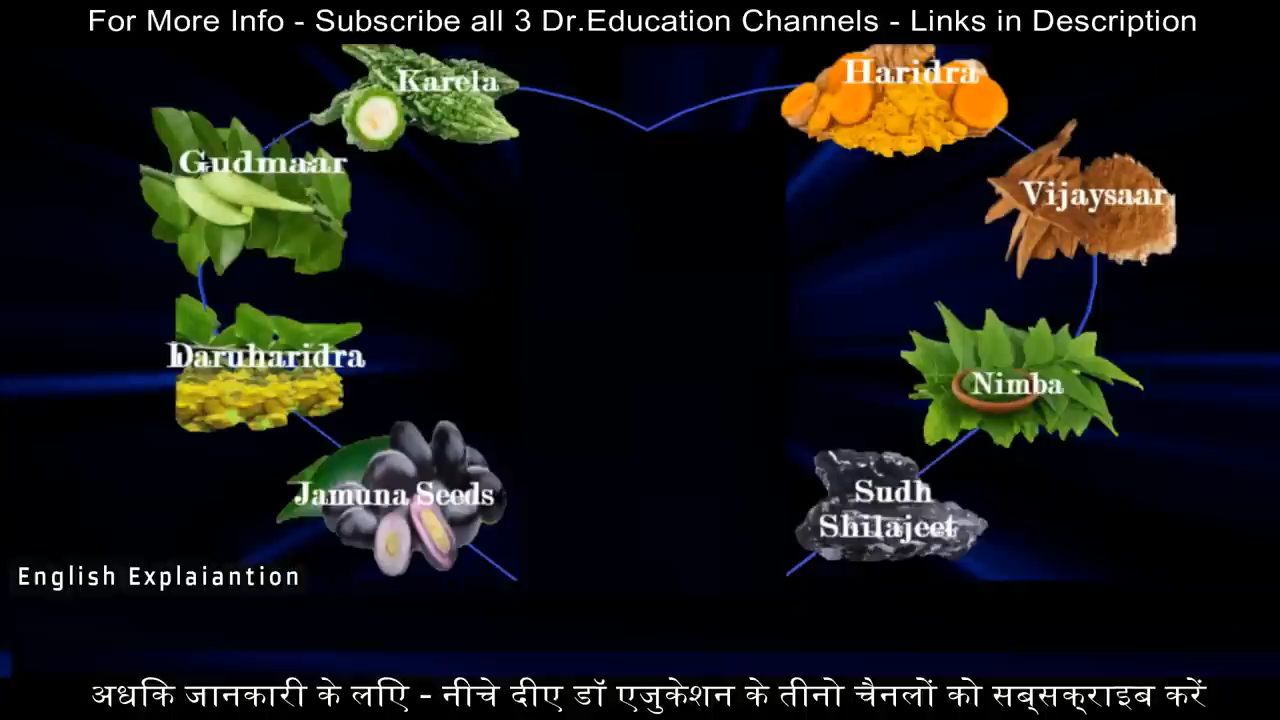 For More Info - Subscribe all 3 Dr.Education Channels - Links in Description
Karela
Haridra
Gudmaar
Vijaysaar
Daruharidra
Nimba
Jamuna Seeds
Sudh
Shilajeet
English Explaiantion
अधकि जानकारी के लएि - नीचे दीए डॉ एजुकेशन के तीनो चैनलों को सब्सक्राइब करें